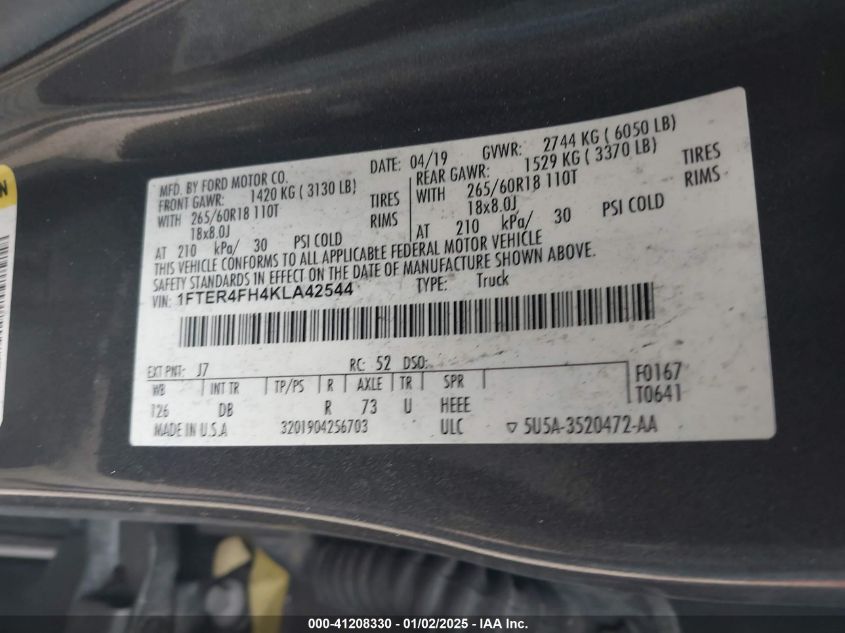 MFD. BY FORD MOTOR CO.
DATE: 04/19 GVWR: 2744 KG ( 6050 LB)
FRONT GAWR: 1420 KG ( 3130 LB)
WITH 265/60R18 110T TIRES
18x8.0J RIMS
AT 210 kPa/ 30 PSI COLD
REAR GAWR: 1529 KG ( 3370 LB)
WITH 265/60R18 110T TIRES
18x8.0J RIMS
AT 210 kPa/ 30 PSI COLD
THIS VEHICLE CONFORMS TO ALL APPLICABLE FEDERAL MOTOR VEHICLE
SAFETY STANDARDS IN EFFECT ON THE DATE OF MANUFACTURE SHOWN ABOVE.
VIN: 1FTER4FH4KLA42544 TYPE: Truck
EXT PNT: J7 RC: 52 DSO:
WB INT TR TP/PS R AXLE TR SPR
126 DB R 73 U HEEE
F0167
T0641
MADE IN U.S.A 3201904256703 ULC ▽ 5U5A-3520472-AA
000-41208330 - 01/02/2025 - IAA Inc.